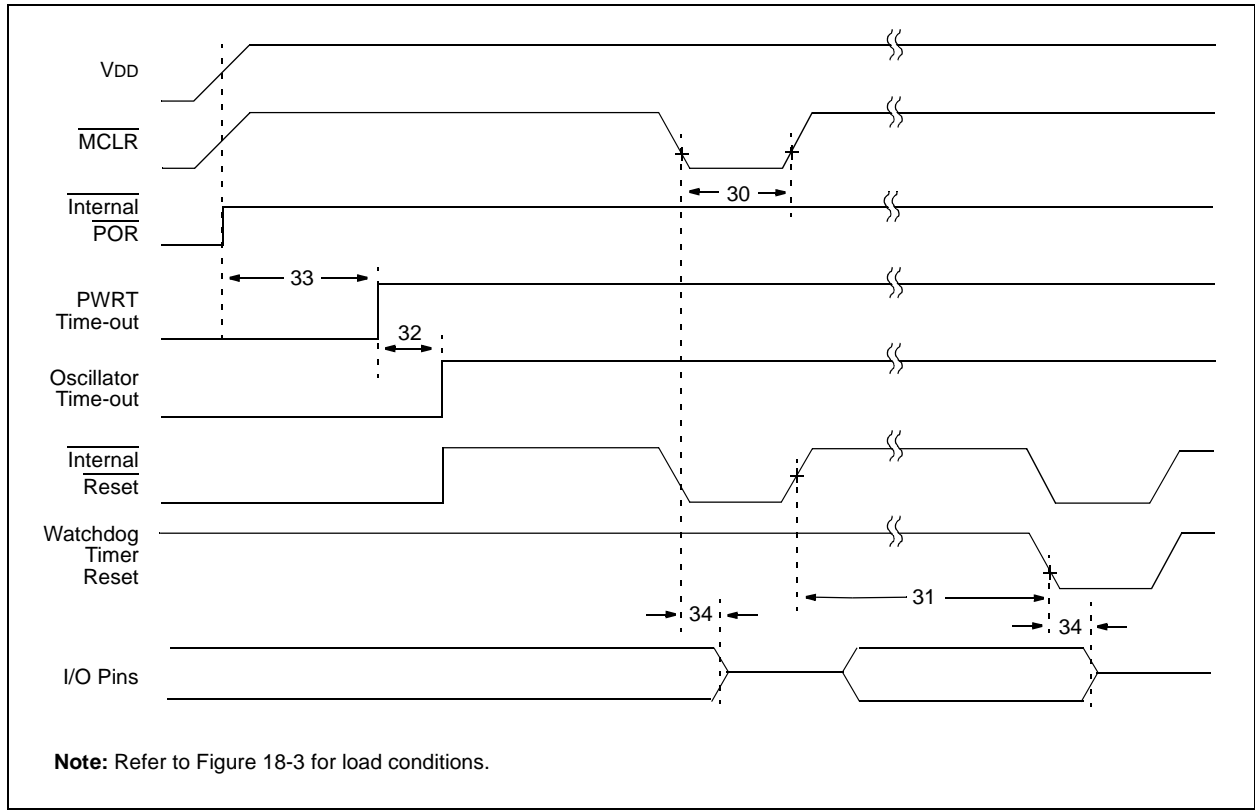 VDD
MCLR
30
Internal
POR
33
PWRT
Time-out
32
Oscillator
Time-out
Internal
Reset
Watchdog
Timer
Reset
31
34
34
I/O Pins
Note: Refer to Figure 18-3 for load conditions.